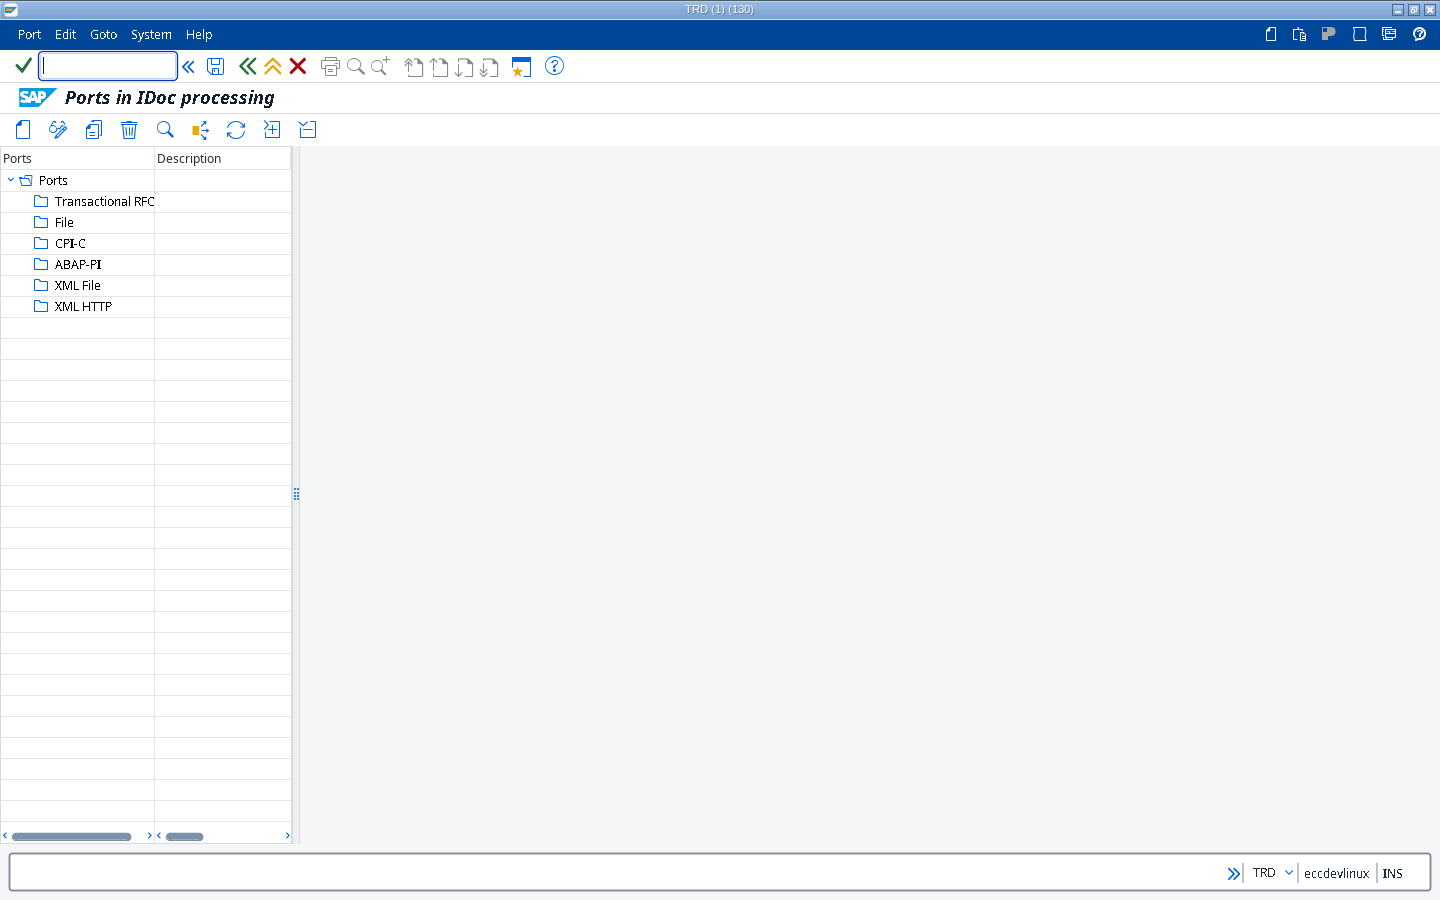 TRD (1) (130)
Port Edit Goto System Help
SAP Ports in IDoc processing
Ports Description
Ports
Transactional RFC
File
CPI-C
ABAP-PI
XML File
XML HTTP
TRD eccdevlinux INS